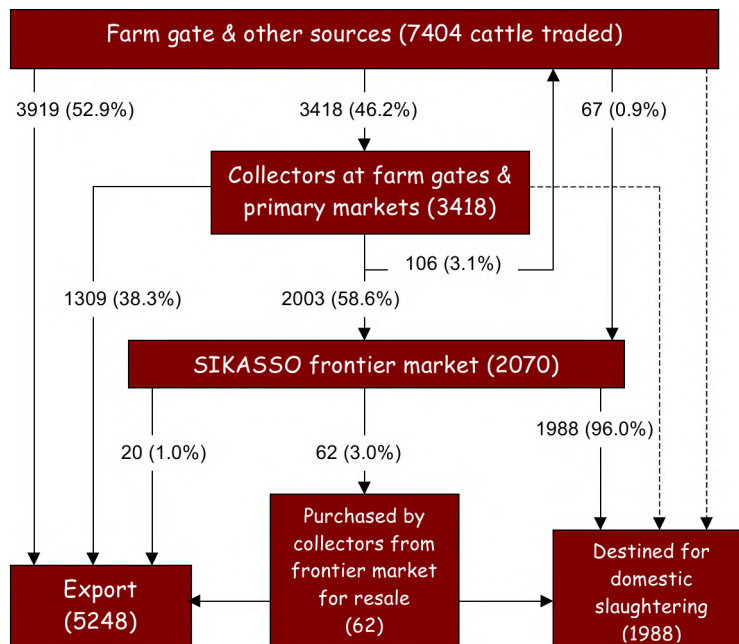 Farm gate & other sources (7404 cattle traded)
3919 (52.9%)
3418 (46.2%)
67 (0.9%)
Collectors at farm gates &
primary markets (3418)
106 (3.1%)
1309 (38.3%)
2003 (58.6%)
SIKASSO frontier market (2070)
20 (1.0%)
62 (3.0%)
1988 (96.0%)
Purchased by
collectors from
frontier market
for resale
(62)
Export
(5248)
Destined for
domestic
slaughtering
(1988)